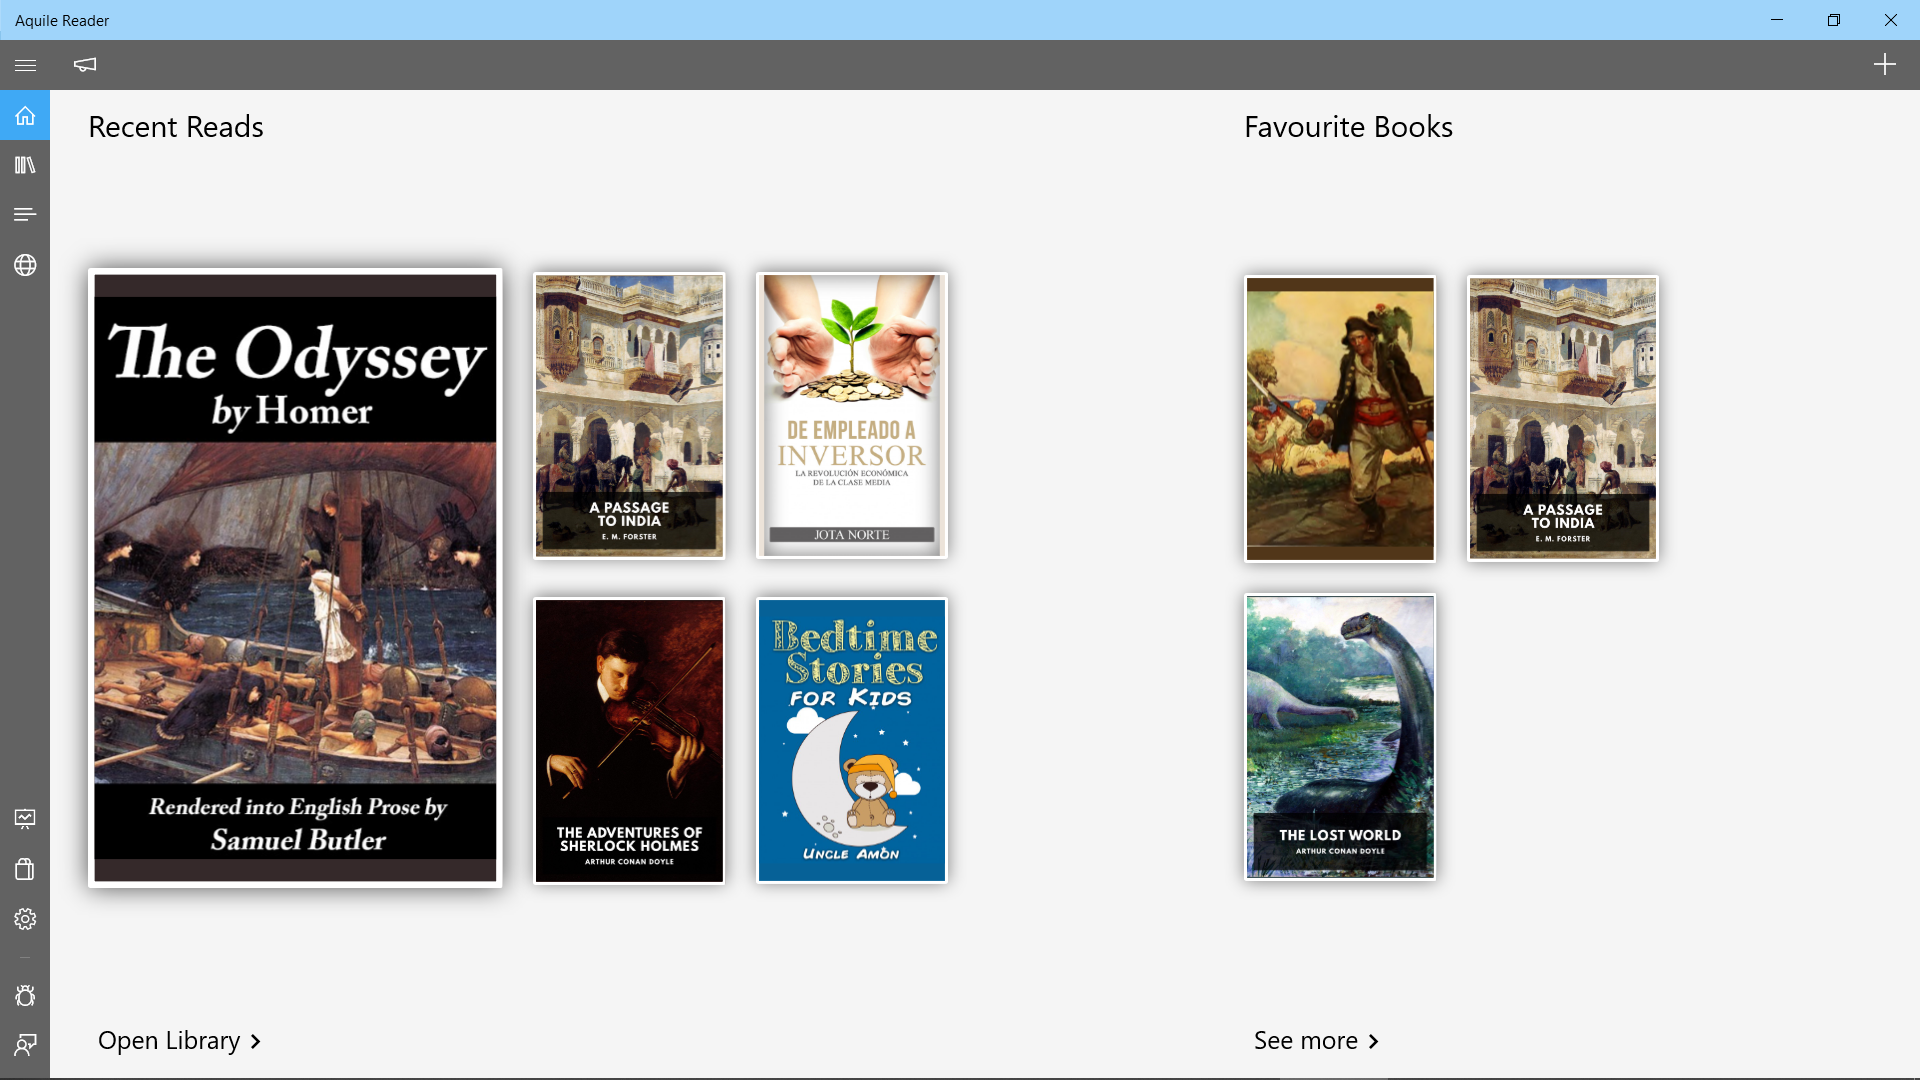 Aquile Reader
Recent Reads
The Odyssey
by Homer
Rendered into English Prose by
Samuel Butler
A PASSAGE
TO INDIA
E. M. FORSTER
DE EMPLEADO A
INVERSOR
LA REVOLUCIÓN ECONÓMICA
DE LA CLASE MEDIA
JOTA NORTE
THE ADVENTURES OF
SHERLOCK HOLMES
ARTHUR CONAN DOYLE
Bedtime
Stories
FOR KIDS
UNCLE AMON
Open Library
Favourite Books
A PASSAGE
TO INDIA
E. M. FORSTER
THE LOST WORLD
ARTHUR CONAN DOYLE
See more